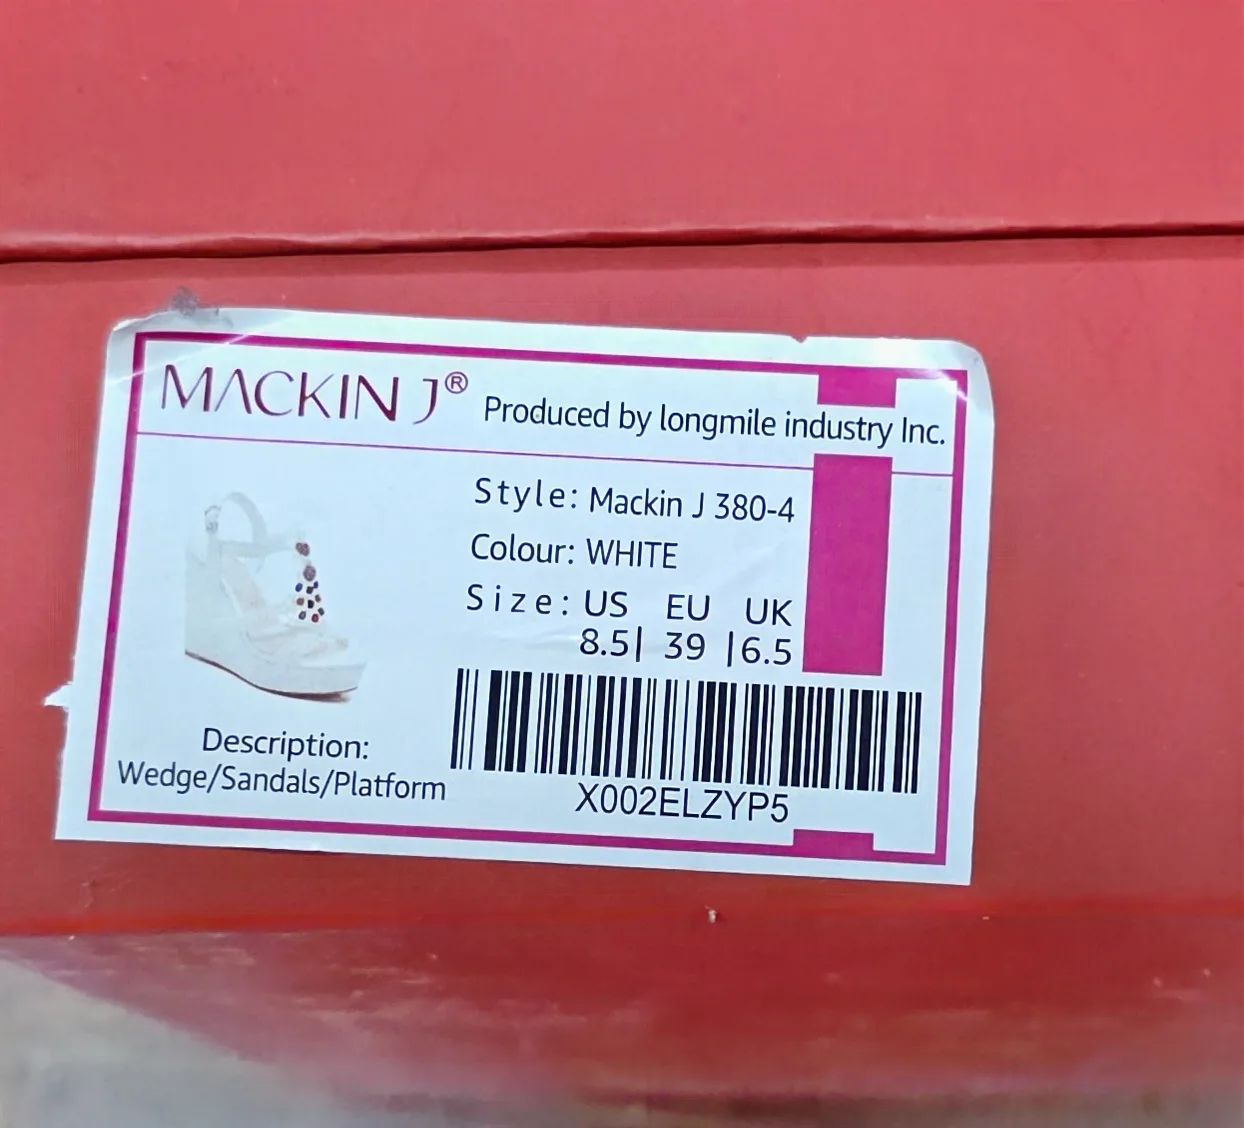 MACKIN J® Produced by longmile industry Inc.
Style: Mackin J 380-4
Colour: WHITE
Size: US EU UK
8.5| 39 |6.5
Description:
Wedge/Sandals/Platform
X002ELZYP5